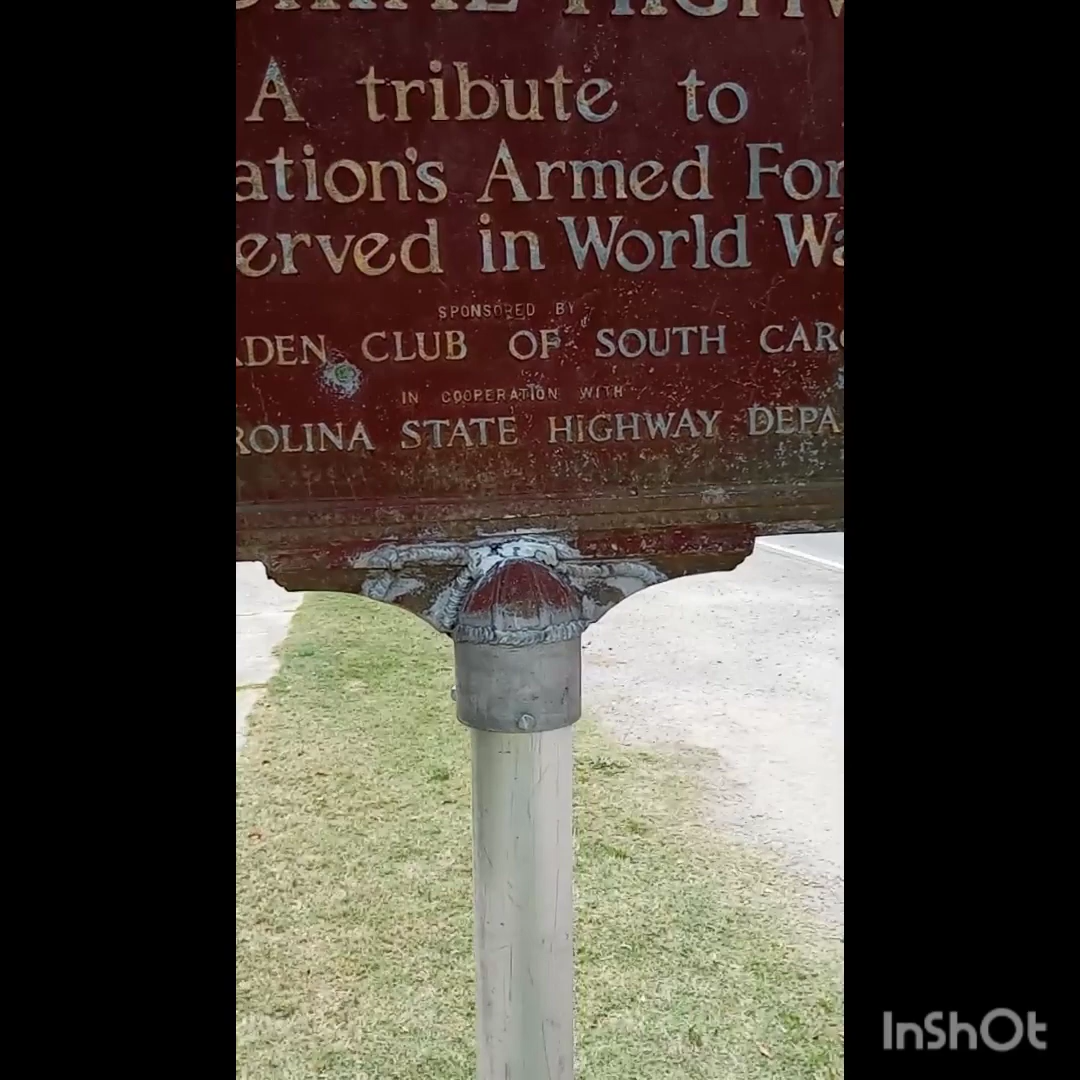 A tribute to
ation's Armed For
erved in World Wa
SPONSORED BY
DEN CLUB OF SOUTH CARO
IN COOPERATION WITH
ROLINA STATE HIGHWAY DEPA
InShOt